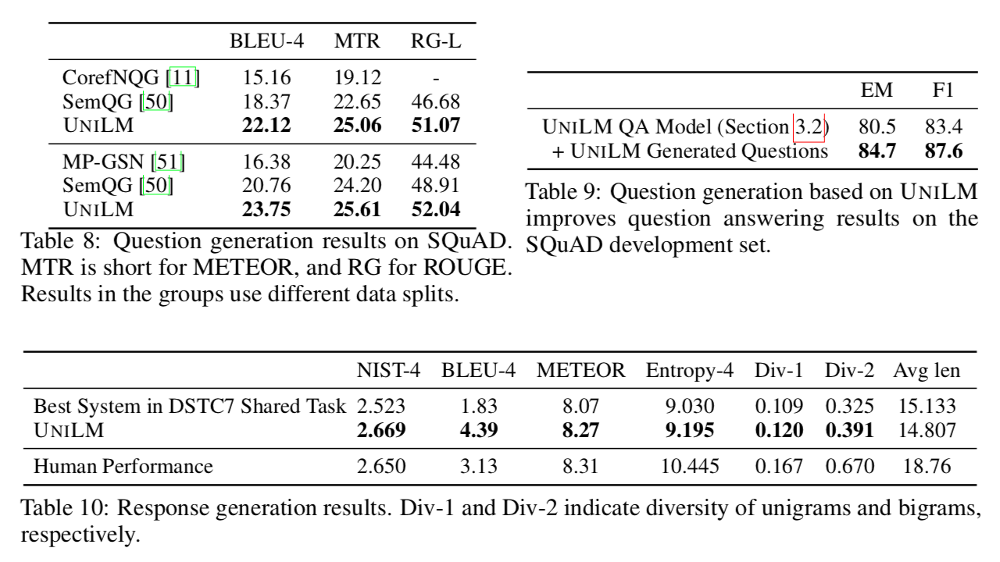 BLEU-4 MTR RG-L
CorefNQG [11] 15.16 19.12 -
SemQG [50] 18.37 22.65 46.68
UNILM 22.12 25.06 51.07
MP-GSN [51] 16.38 20.25 44.48
SemQG [50] 20.76 24.20 48.91
UNILM 23.75 25.61 52.04
Table 8: Question generation results on SQuAD.
MTR is short for METEOR, and RG for ROUGE.
Results in the groups use different data splits.
EM F1
UNILM QA Model (Section 3.2) 80.5 83.4
+ UNILM Generated Questions 84.7 87.6
Table 9: Question generation based on UNILM
improves question answering results on the
SQuAD development set.
NIST-4 BLEU-4 METEOR Entropy-4 Div-1 Div-2 Avg len
Best System in DSTC7 Shared Task 2.523 1.83 8.07 9.030 0.109 0.325 15.133
UNILM 2.669 4.39 8.27 9.195 0.120 0.391 14.807
Human Performance 2.650 3.13 8.31 10.445 0.167 0.670 18.76
Table 10: Response generation results. Div-1 and Div-2 indicate diversity of unigrams and bigrams,
respectively.